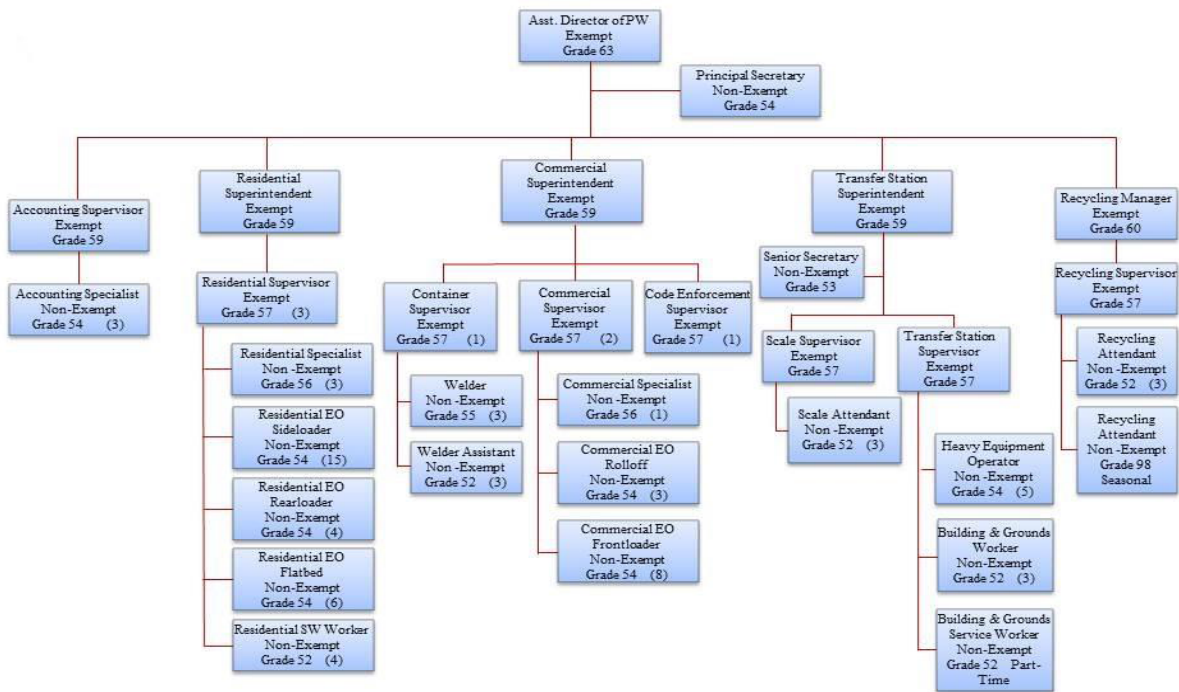 Asst. Director of PW
Exempt
Grade 63
Principal Secretary
Non-Exempt
Grade 54
Accounting Supervisor
Exempt
Grade 59
Accounting Specialist
Non-Exempt
Grade 54 (3)
Residential
Superintendent
Exempt
Grade 59
Residential Supervisor
Exempt
Grade 57 (3)
Residential Specialist
Non -Exempt
Grade 56 (3)
Residential EO
Sideloader
Non-Exempt
Grade 54 (15)
Residential EO
Rearloader
Non-Exempt
Grade 54 (4)
Residential EO
Flatbed
Non-Exempt
Grade 54 (6)
Residential SW Worker
Non-Exempt
Grade 52 (4)
Commercial
Superintendent
Exempt
Grade 59
Container
Supervisor
Exempt
Grade 57 (1)
Welder
Non -Exempt
Grade 55 (3)
Welder Assistant
Non -Exempt
Grade 52 (3)
Commercial
Supervisor
Exempt
Grade 57 (2)
Commercial Specialist
Non -Exempt
Grade 56 (1)
Commercial EO
Rolloff
Non-Exempt
Grade 54 (3)
Commercial EO
Frontloader
Non-Exempt
Grade 54 (8)
Code Enforcement
Supervisor
Exempt
Grade 57 (1)
Transfer Station
Superintendent
Exempt
Grade 59
Senior Secretary
Non-Exempt
Grade 53
Scale Supervisor
Exempt
Grade 57
Scale Attendant
Non -Exempt
Grade 52 (3)
Transfer Station
Supervisor
Exempt
Grade 57
Heavy Equipment
Operator
Non -Exempt
Grade 54 (5)
Building & Grounds
Worker
Non-Exempt
Grade 52 (3)
Building & Grounds
Service Worker
Non-Exempt
Grade 52 Part-
Time
Recycling Manager
Exempt
Grade 60
Recycling Supervisor
Exempt
Grade 57
Recycling
Attendant
Non -Exempt
Grade 52 (3)
Recycling
Attendant
Non -Exempt
Grade 98
Seasonal